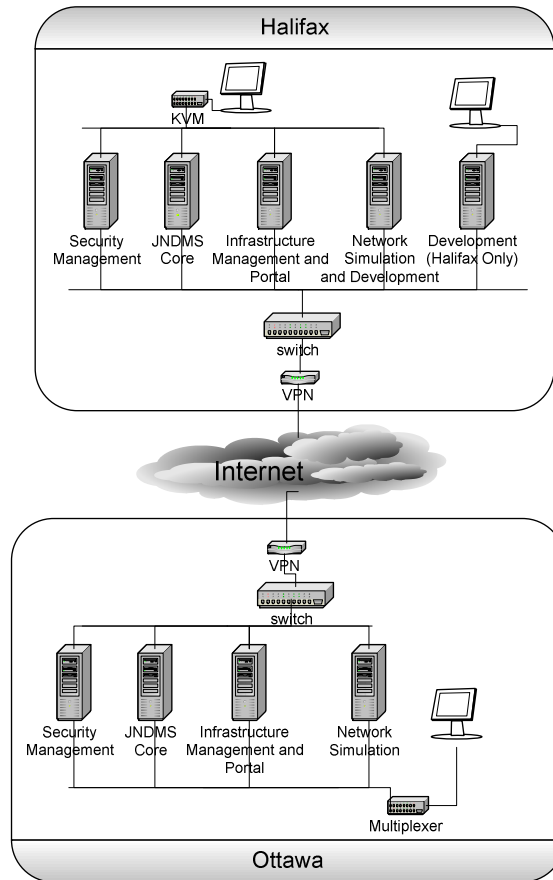 Halifax
KVM
Security
Management
JNDMS
Core
Infrastructure
Management and
Portal
Network
Simulation
and Development
Development
(Halifax Only)
switch
VPN
Internet
VPN
switch
Security
Management
JNDMS
Core
Infrastructure
Management and
Portal
Network
Simulation
Multiplexer
Ottawa